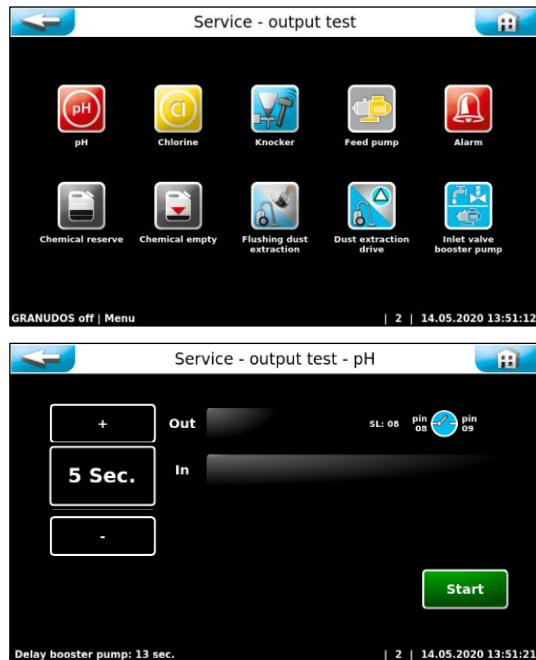 Service - output test
pH
Cl
pH
Chlorine
Knocker
Feed pump
Alarm
Chemical reserve
Chemical empty
Flushing dust
extraction
Dust extraction
drive
Inlet valve
booster pump
GRANUDOS off | Menu
| 2 | 14.05.2020 13:51:12
Service - output test - pH
+
Out
SL: 08
pin
08
pin
09
5 Sec.
In
-
Start
Delay booster pump: 13 sec.
| 2 | 14.05.2020 13:51:21